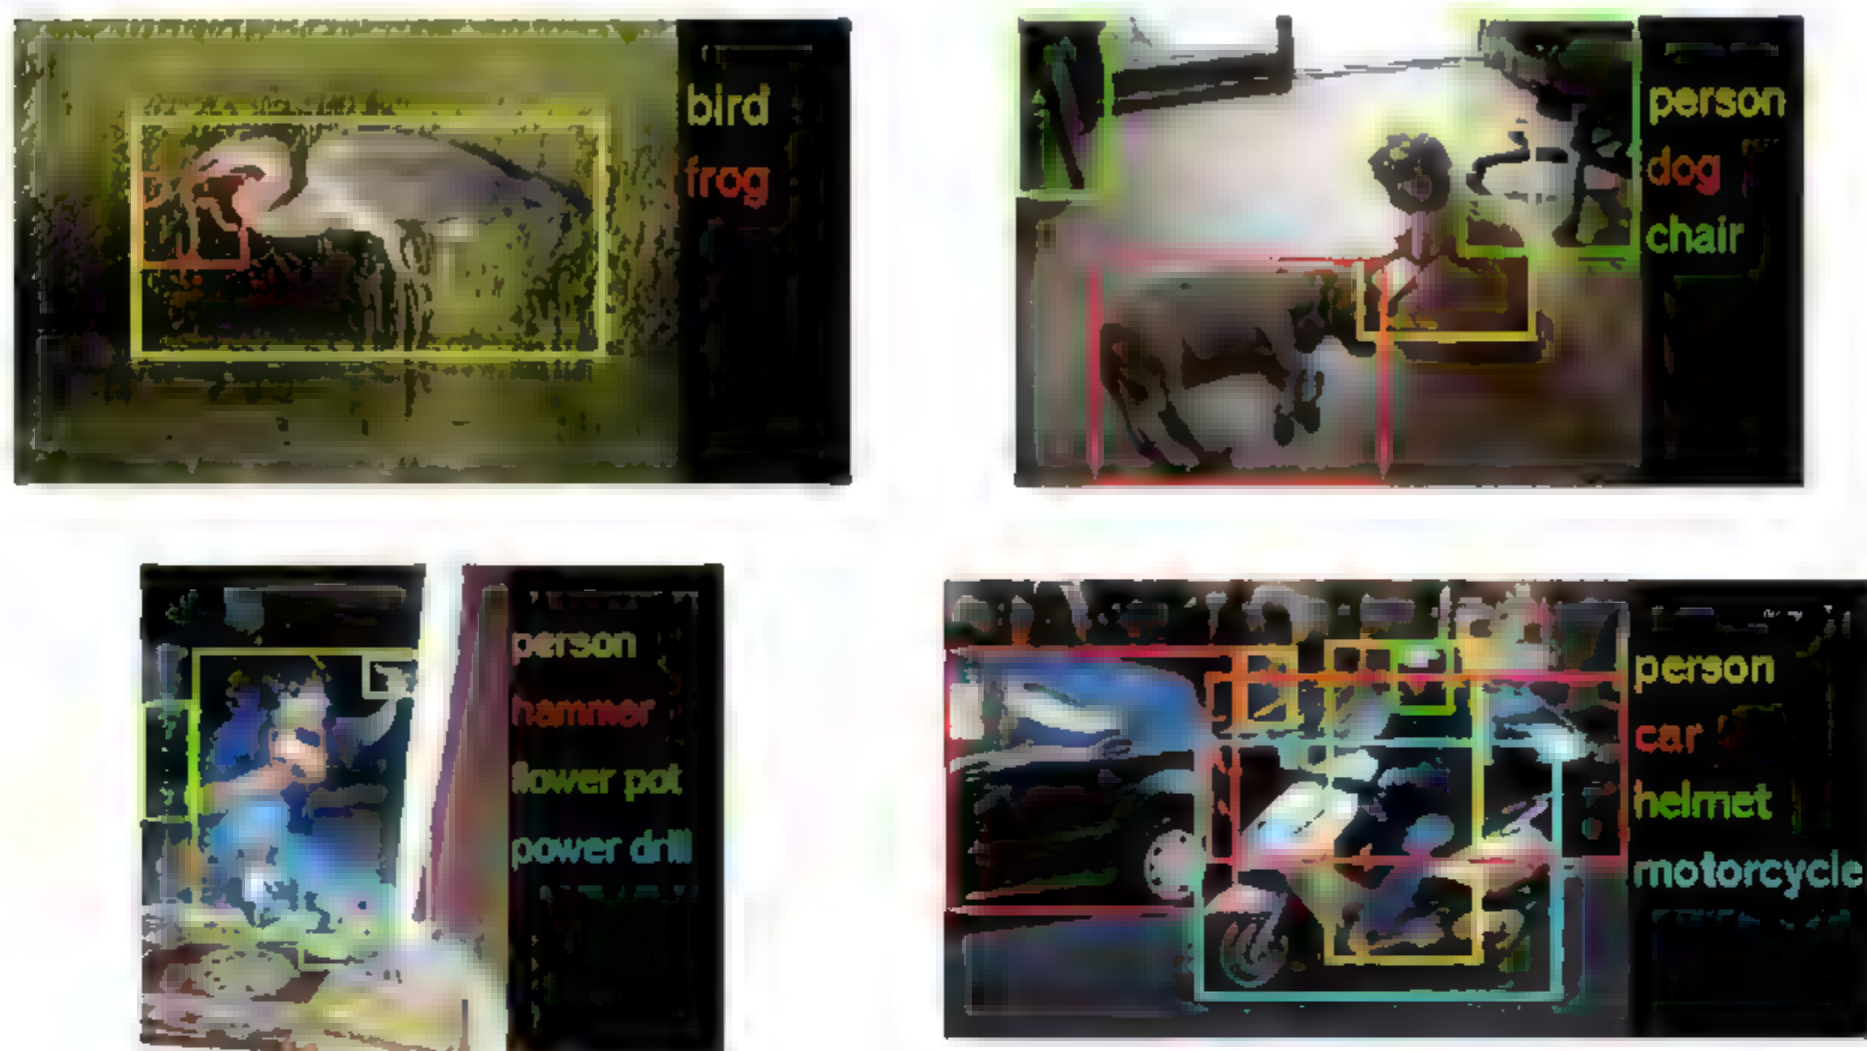 bird
frog
person
dog
chair
person
hammer
flower pot
power drill
person
car
helmet
motorcycle